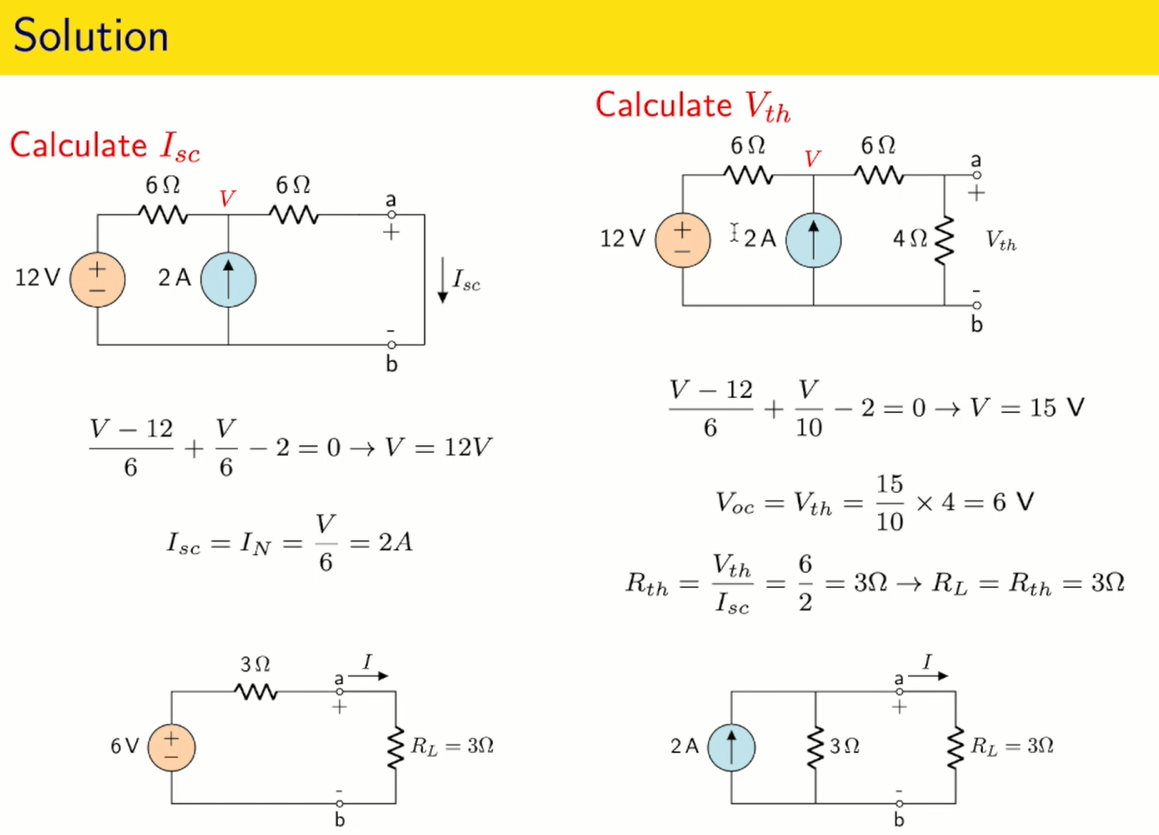 Solution
Calculate I_sc
6 Ω V 6 Ω a
+
12 V + − 2 A I_sc
-
b
(V − 12)/6 + V/6 − 2 = 0 → V = 12V
I_sc = I_N = V/6 = 2A
3 Ω a I
+
6 V + − R_L = 3Ω
-
b
Calculate V_th
6 Ω V 6 Ω a
+
12 V + − 2 A 4 Ω V_th
-
b
(V − 12)/6 + V/10 − 2 = 0 → V = 15 V
V_oc = V_th = 15/10 × 4 = 6 V
R_th = V_th/I_sc = 6/2 = 3Ω → R_L = R_th = 3Ω
a I
+
2 A 3 Ω R_L = 3Ω
-
b